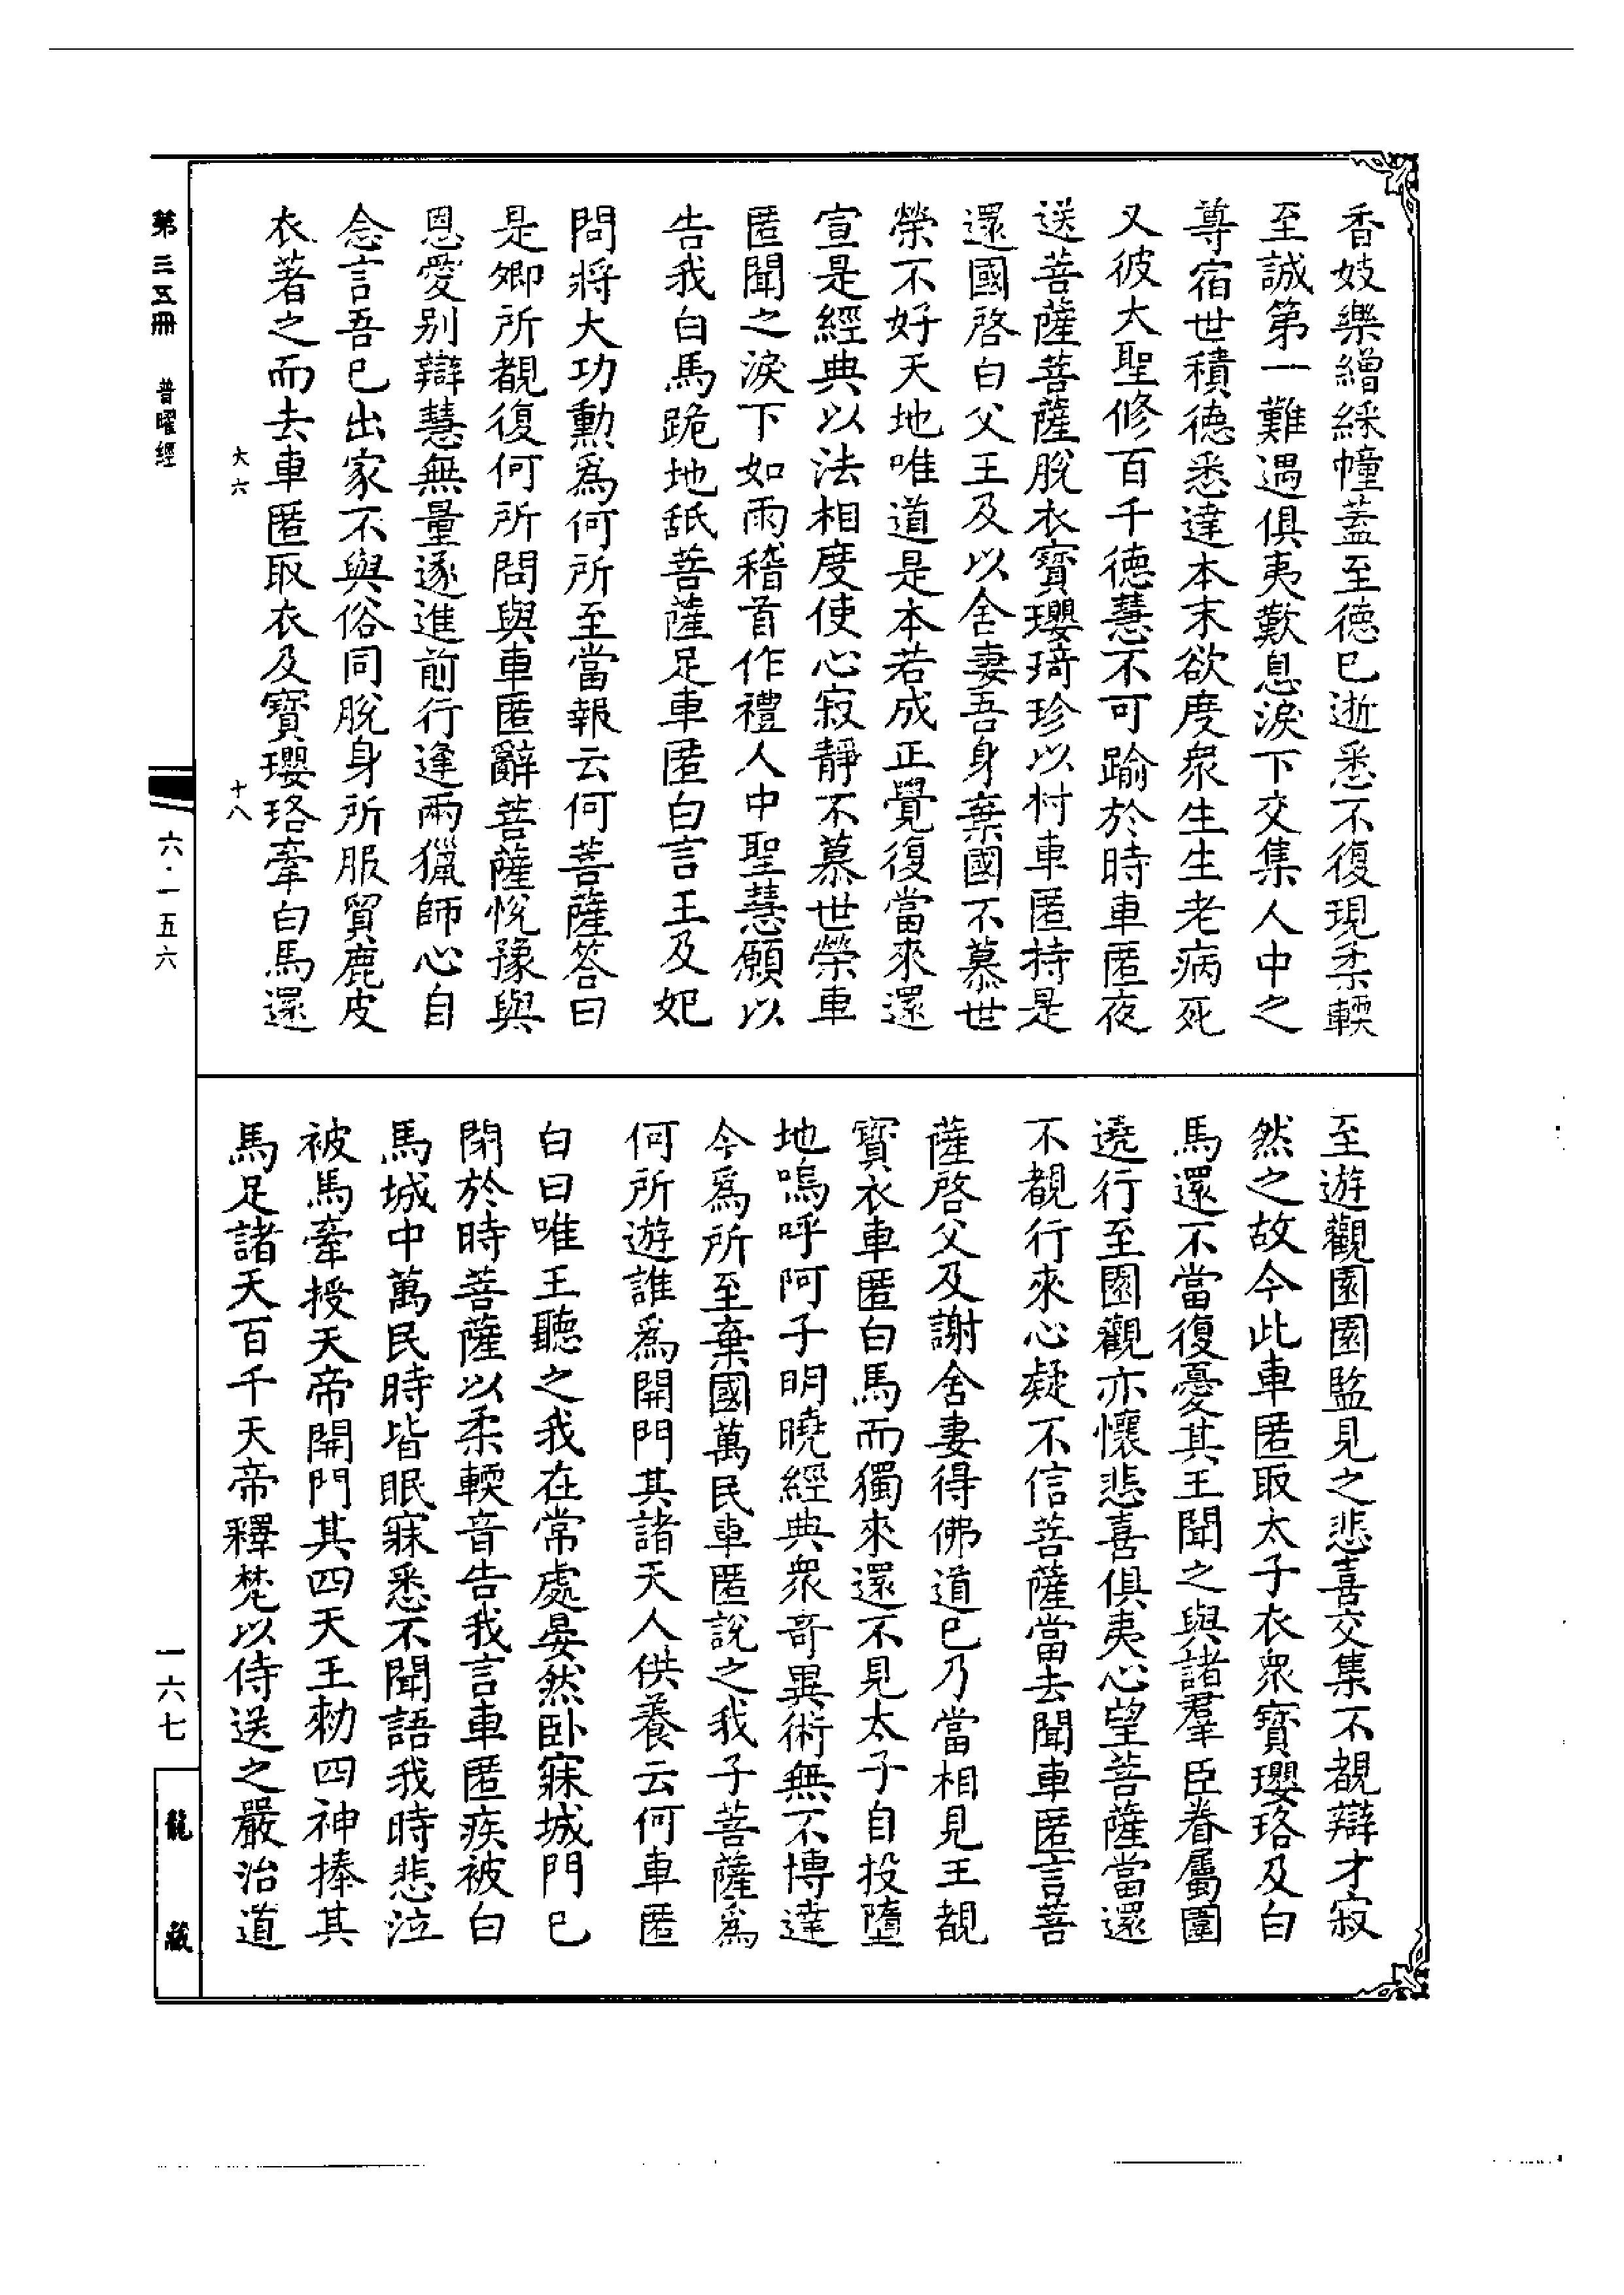 香妓樂繒綵幢蓋至德已逝悉不復現柔輭
至誠第一難遇俱夷歎息淚下交集人中之
尊宿世積德悉達本末欲度衆生生老病死
又彼大聖修百千德慧不可踰於時車匿夜
送菩薩菩薩脫衣寶瓔琦珍以付車匿持是
還國啓白父王及以舍妻吾身棄國不慕世
榮不好天地唯道是本若成正覺復當來還
宣是經典以法相度使心寂靜不慕世榮車
匿聞之淚下如雨稽首作禮人中聖慧願以
告我白馬跪地舐菩薩足車匿白言王及妃
問將大功勳爲何所至當報云何菩薩答曰
是卿所覩復何所問與車匿辭菩薩悅豫與
恩愛别辯慧無量遂進前行逢兩獵師心自
念言吾已出家不與俗同脫身所服貿鹿皮
衣著之而去車匿取衣及寶瓔珞牽白馬還
大六 十八
至遊觀園園監見之悲喜交集不覩辯才寂
然之故今此車匿取太子衣衆寶瓔珞及白
馬還不當復憂其王聞之與諸羣臣眷屬圍
遶行至園觀亦懷悲喜俱夷心望菩薩當還
不覩行來心疑不信菩薩當去聞車匿言菩
薩啓父及謝舍妻得佛道已乃當相見王覩
寶衣車匿白馬而獨來還不見太子自投墮
地嗚呼阿子明曉經典衆奇異術無不博達
今爲所至棄國萬民車匿說之我子菩薩爲
何所遊誰爲開門其諸天人供養云何車匿
白曰唯王聽之我在常處晏然卧寐城門已
閉於時菩薩以柔輭音告我言車匿疾被白
馬城中萬民時皆眠寐悉不聞語我時悲泣
被馬牽授天帝開門其四天王勑四神捧其
馬足諸天百千天帝釋梵以侍送之嚴治道
第三五冊 普曜經
六·一五六
一六七
龍藏